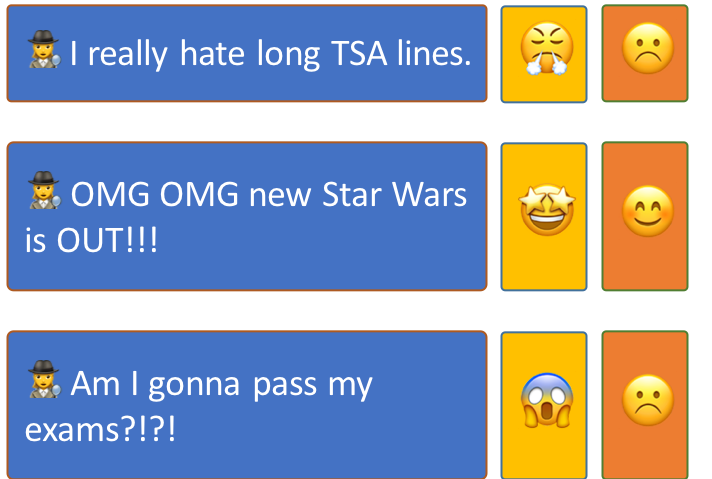 I really hate long TSA lines.
OMG OMG new Star Wars
is OUT!!!
Am I gonna pass my
exams?!?!